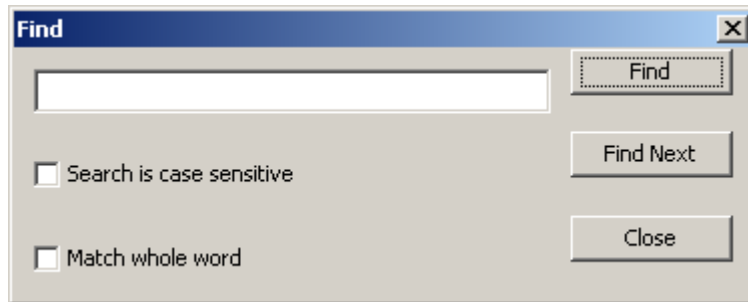 Find
Find
Search is case sensitive
Find Next
Match whole word
Close